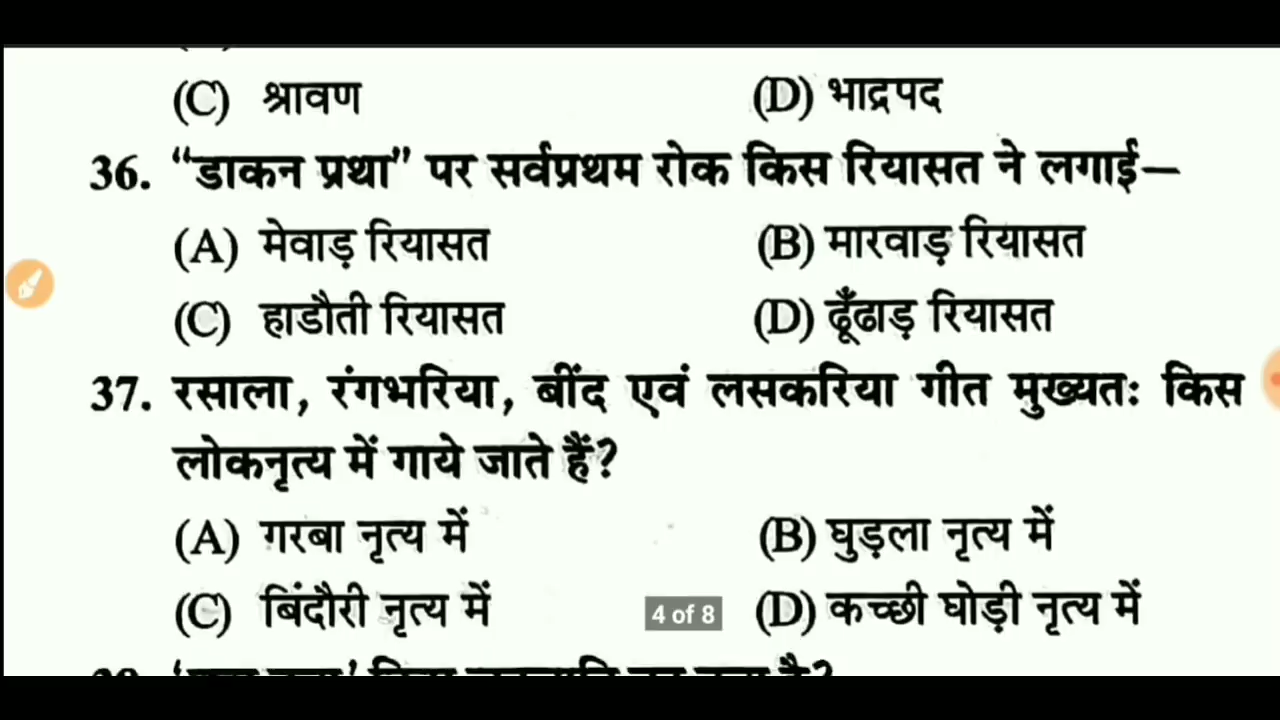 (C) श्रावण (D) भाद्रपद
36. “डाकन प्रथा” पर सर्वप्रथम रोक किस रियासत ने लगाई—
(A) मेवाड़ रियासत (B) मारवाड़ रियासत
(C) हाडौती रियासत (D) ढूँढाड़ रियासत
37. रसाला, रंगभरिया, बींद एवं लसकरिया गीत मुख्यतः किस
लोकनृत्य में गाये जाते हैं?
(A) गरबा नृत्य में (B) घुड़ला नृत्य में
(C) बिंदौरी नृत्य में (D) कच्छी घोड़ी नृत्य में
4 of 8